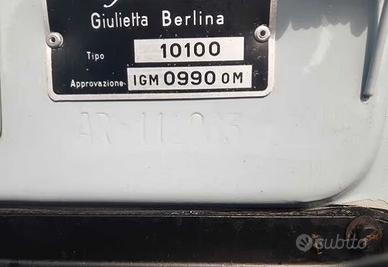 Giulietta Berlina
Tipo 10100
Approvazione IGM 0990 OM
subito